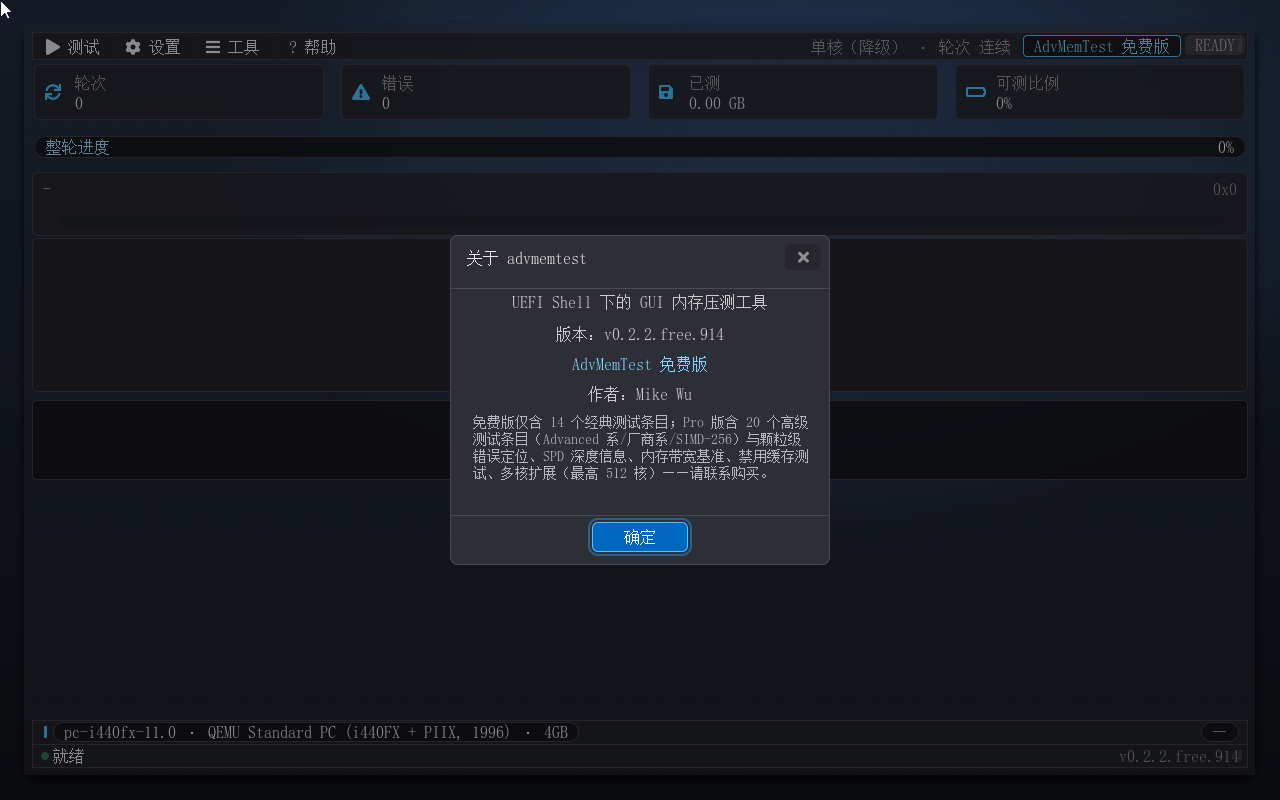 测试 设置 工具 ? 帮助 单核（降级） · 轮次 连续 AdvMemTest 免费版 READY
轮次 错误 已测 可测比例
0 0 0.00 GB 0%
整轮进度 0%
— 0x0
关于 advmemtest
UEFI Shell 下的 GUI 内存压测工具
版本：v0.2.2.free.914
AdvMemTest 免费版
作者：Mike Wu
免费版仅含 14 个经典测试条目；Pro 版含 20 个高级
测试条目（Advanced 系/厂商系/SIMD-256）与颗粒级
错误定位、SPD 深度信息、内存带宽基准、禁用缓存测
试、多核扩展（最高 512 核）——请联系购买。
确定
pc-i440fx-11.0 · QEMU Standard PC (i440FX + PIIX, 1996) · 4GB —
就绪 v0.2.2.free.914